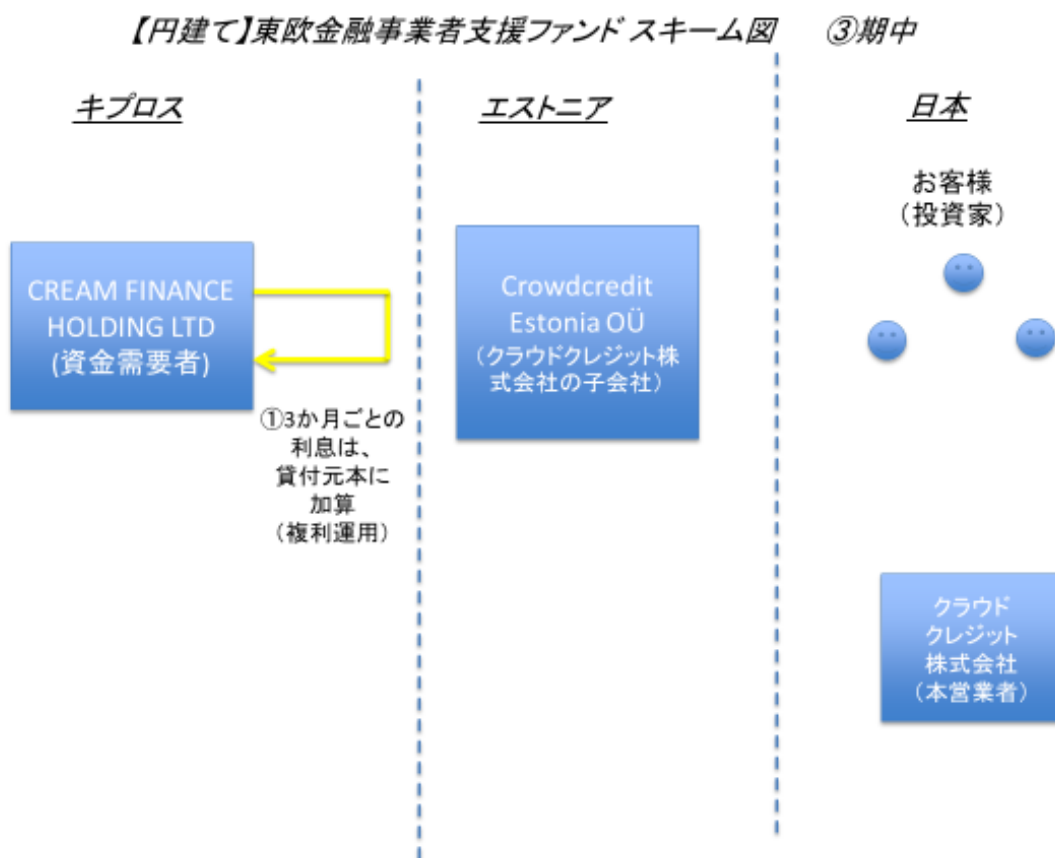 【円建て】東欧金融事業者支援ファンド スキーム図　③期中
キプロス
エストニア
日本
お客様
（投資家）
CREAM FINANCE
HOLDING LTD
(資金需要者)
Crowdcredit
Estonia OÜ
（クラウドクレジット株
式会社の子会社）
①3か月ごとの
利息は、
貸付元本に
加算
（複利運用）
クラウド
クレジット
株式会社
（本営業者）